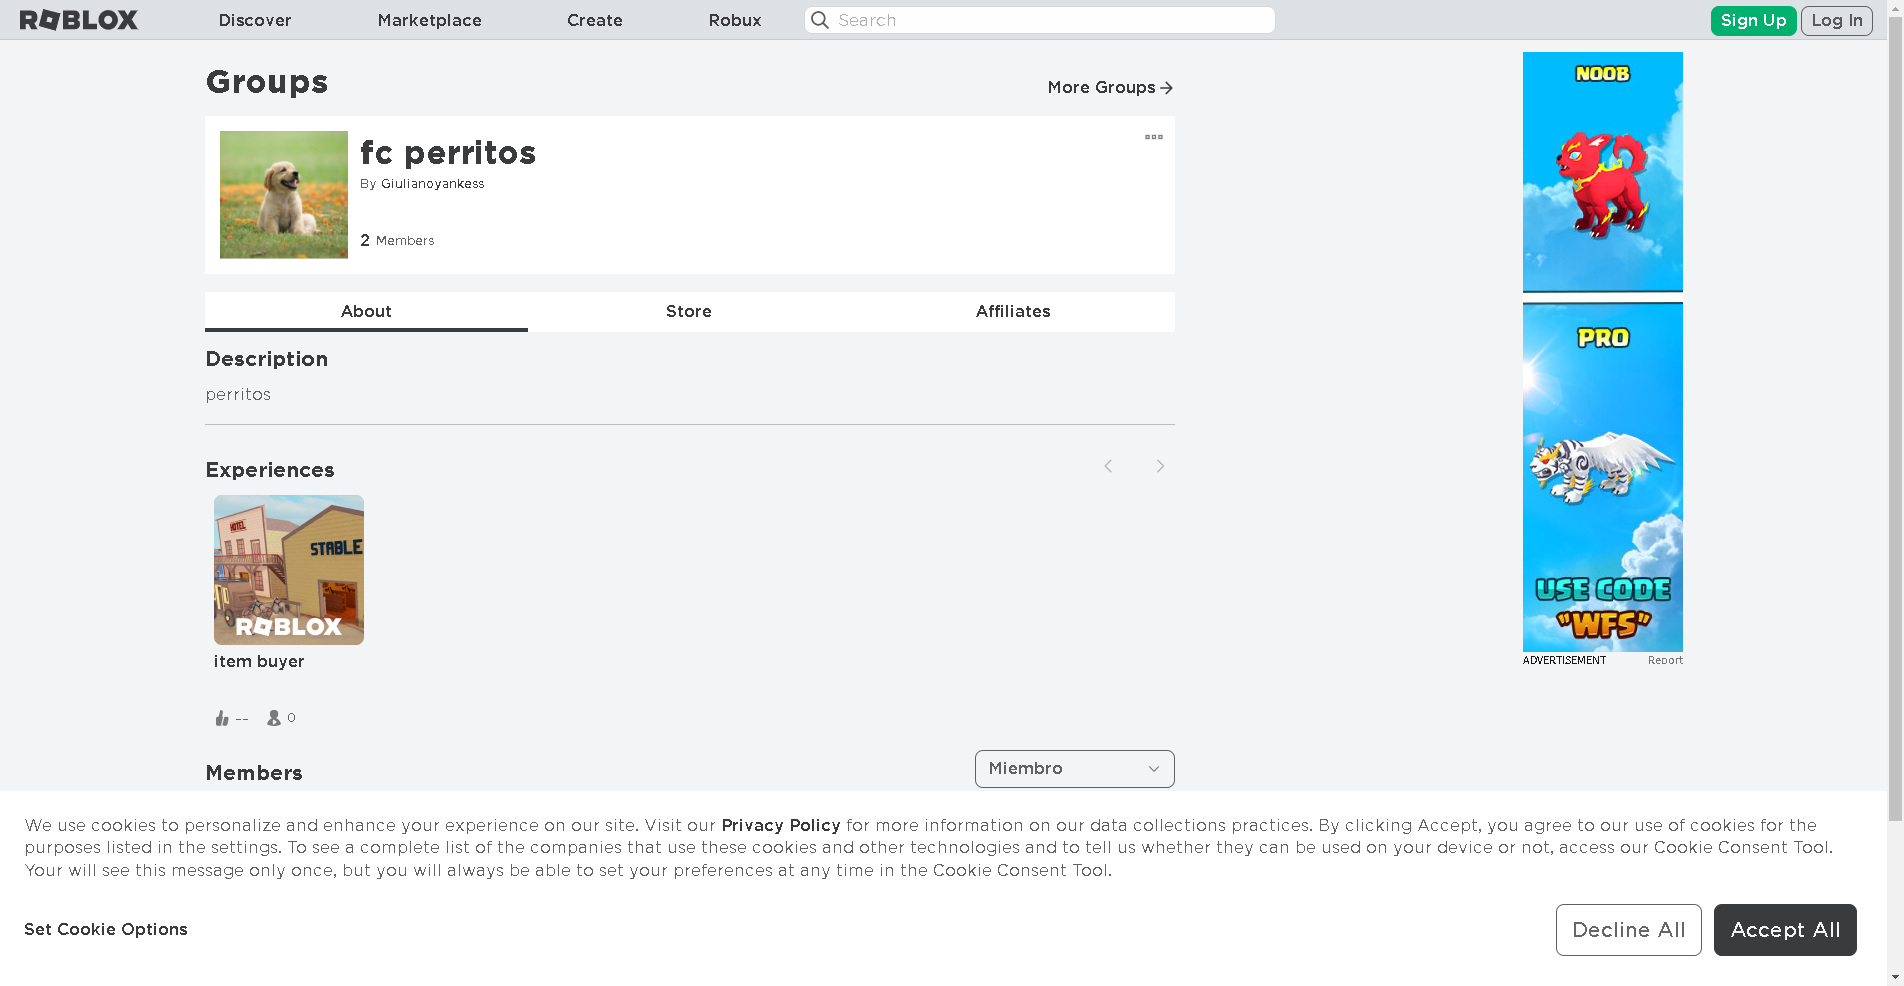 ROBLOX
Discover
Marketplace
Create
Robux
Search
Sign Up
Log In
Groups
More Groups
fc perritos
By Giulianoyankess
2 Members
About
Store
Affiliates
Description
perritos
Experiences
HOTEL
STABLE
ROBLOX
item buyer
--
0
Members
Miembro
NOOB
PRO
USE CODE
"WFS"
ADVERTISEMENT
Report
We use cookies to personalize and enhance your experience on our site. Visit our Privacy Policy for more information on our data collections practices. By clicking Accept, you agree to our use of cookies for the
purposes listed in the settings. To see a complete list of the companies that use these cookies and other technologies and to tell us whether they can be used on your device or not, access our Cookie Consent Tool.
Your will see this message only once, but you will always be able to set your preferences at any time in the Cookie Consent Tool.
Set Cookie Options
Decline All
Accept All